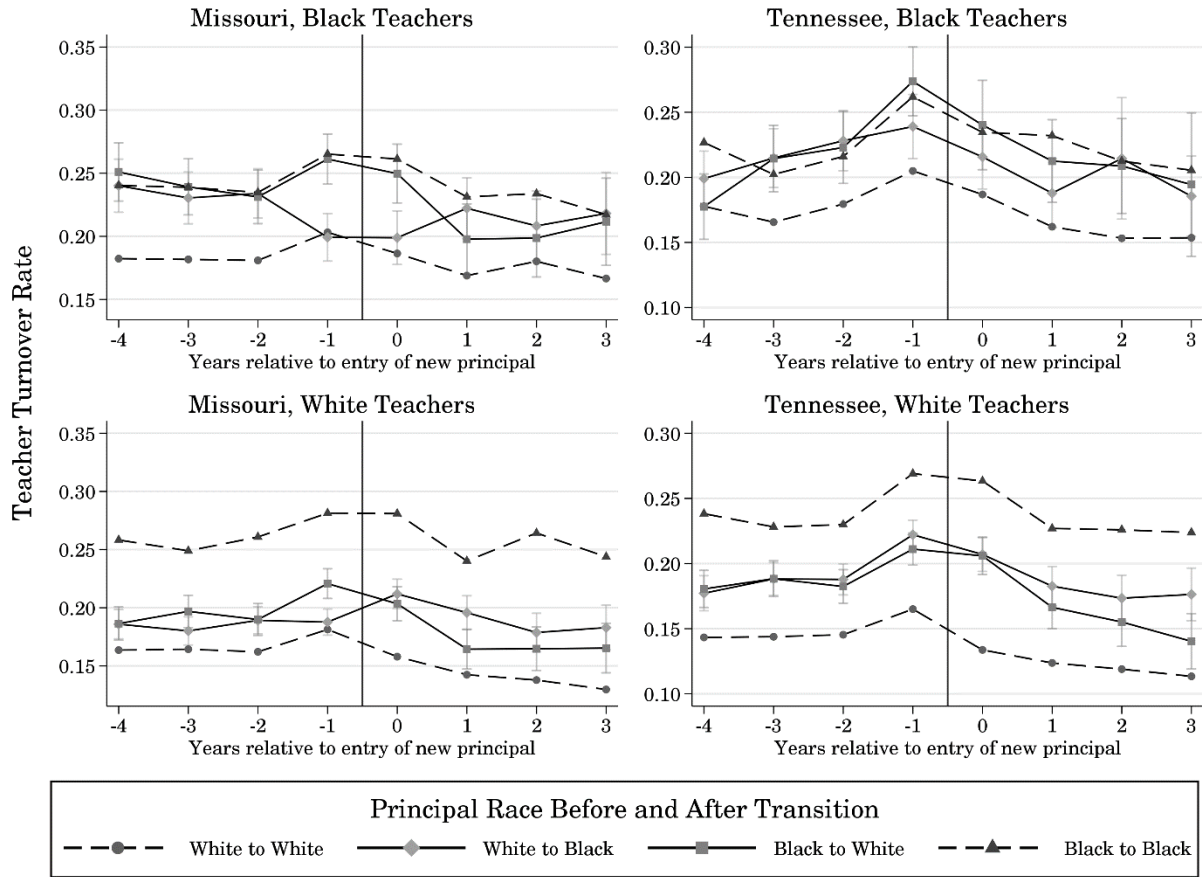 Missouri, Black Teachers
0.35
0.30
0.25
0.20
0.15
-4 -3 -2 -1 0 1 2 3
Years relative to entry of new principal
Tennessee, Black Teachers
0.30
0.25
0.20
0.15
0.10
-4 -3 -2 -1 0 1 2 3
Years relative to entry of new principal
Teacher Turnover Rate
Missouri, White Teachers
0.35
0.30
0.25
0.20
0.15
-4 -3 -2 -1 0 1 2 3
Years relative to entry of new principal
Tennessee, White Teachers
0.30
0.25
0.20
0.15
0.10
-4 -3 -2 -1 0 1 2 3
Years relative to entry of new principal
Principal Race Before and After Transition
White to White White to Black Black to White Black to Black